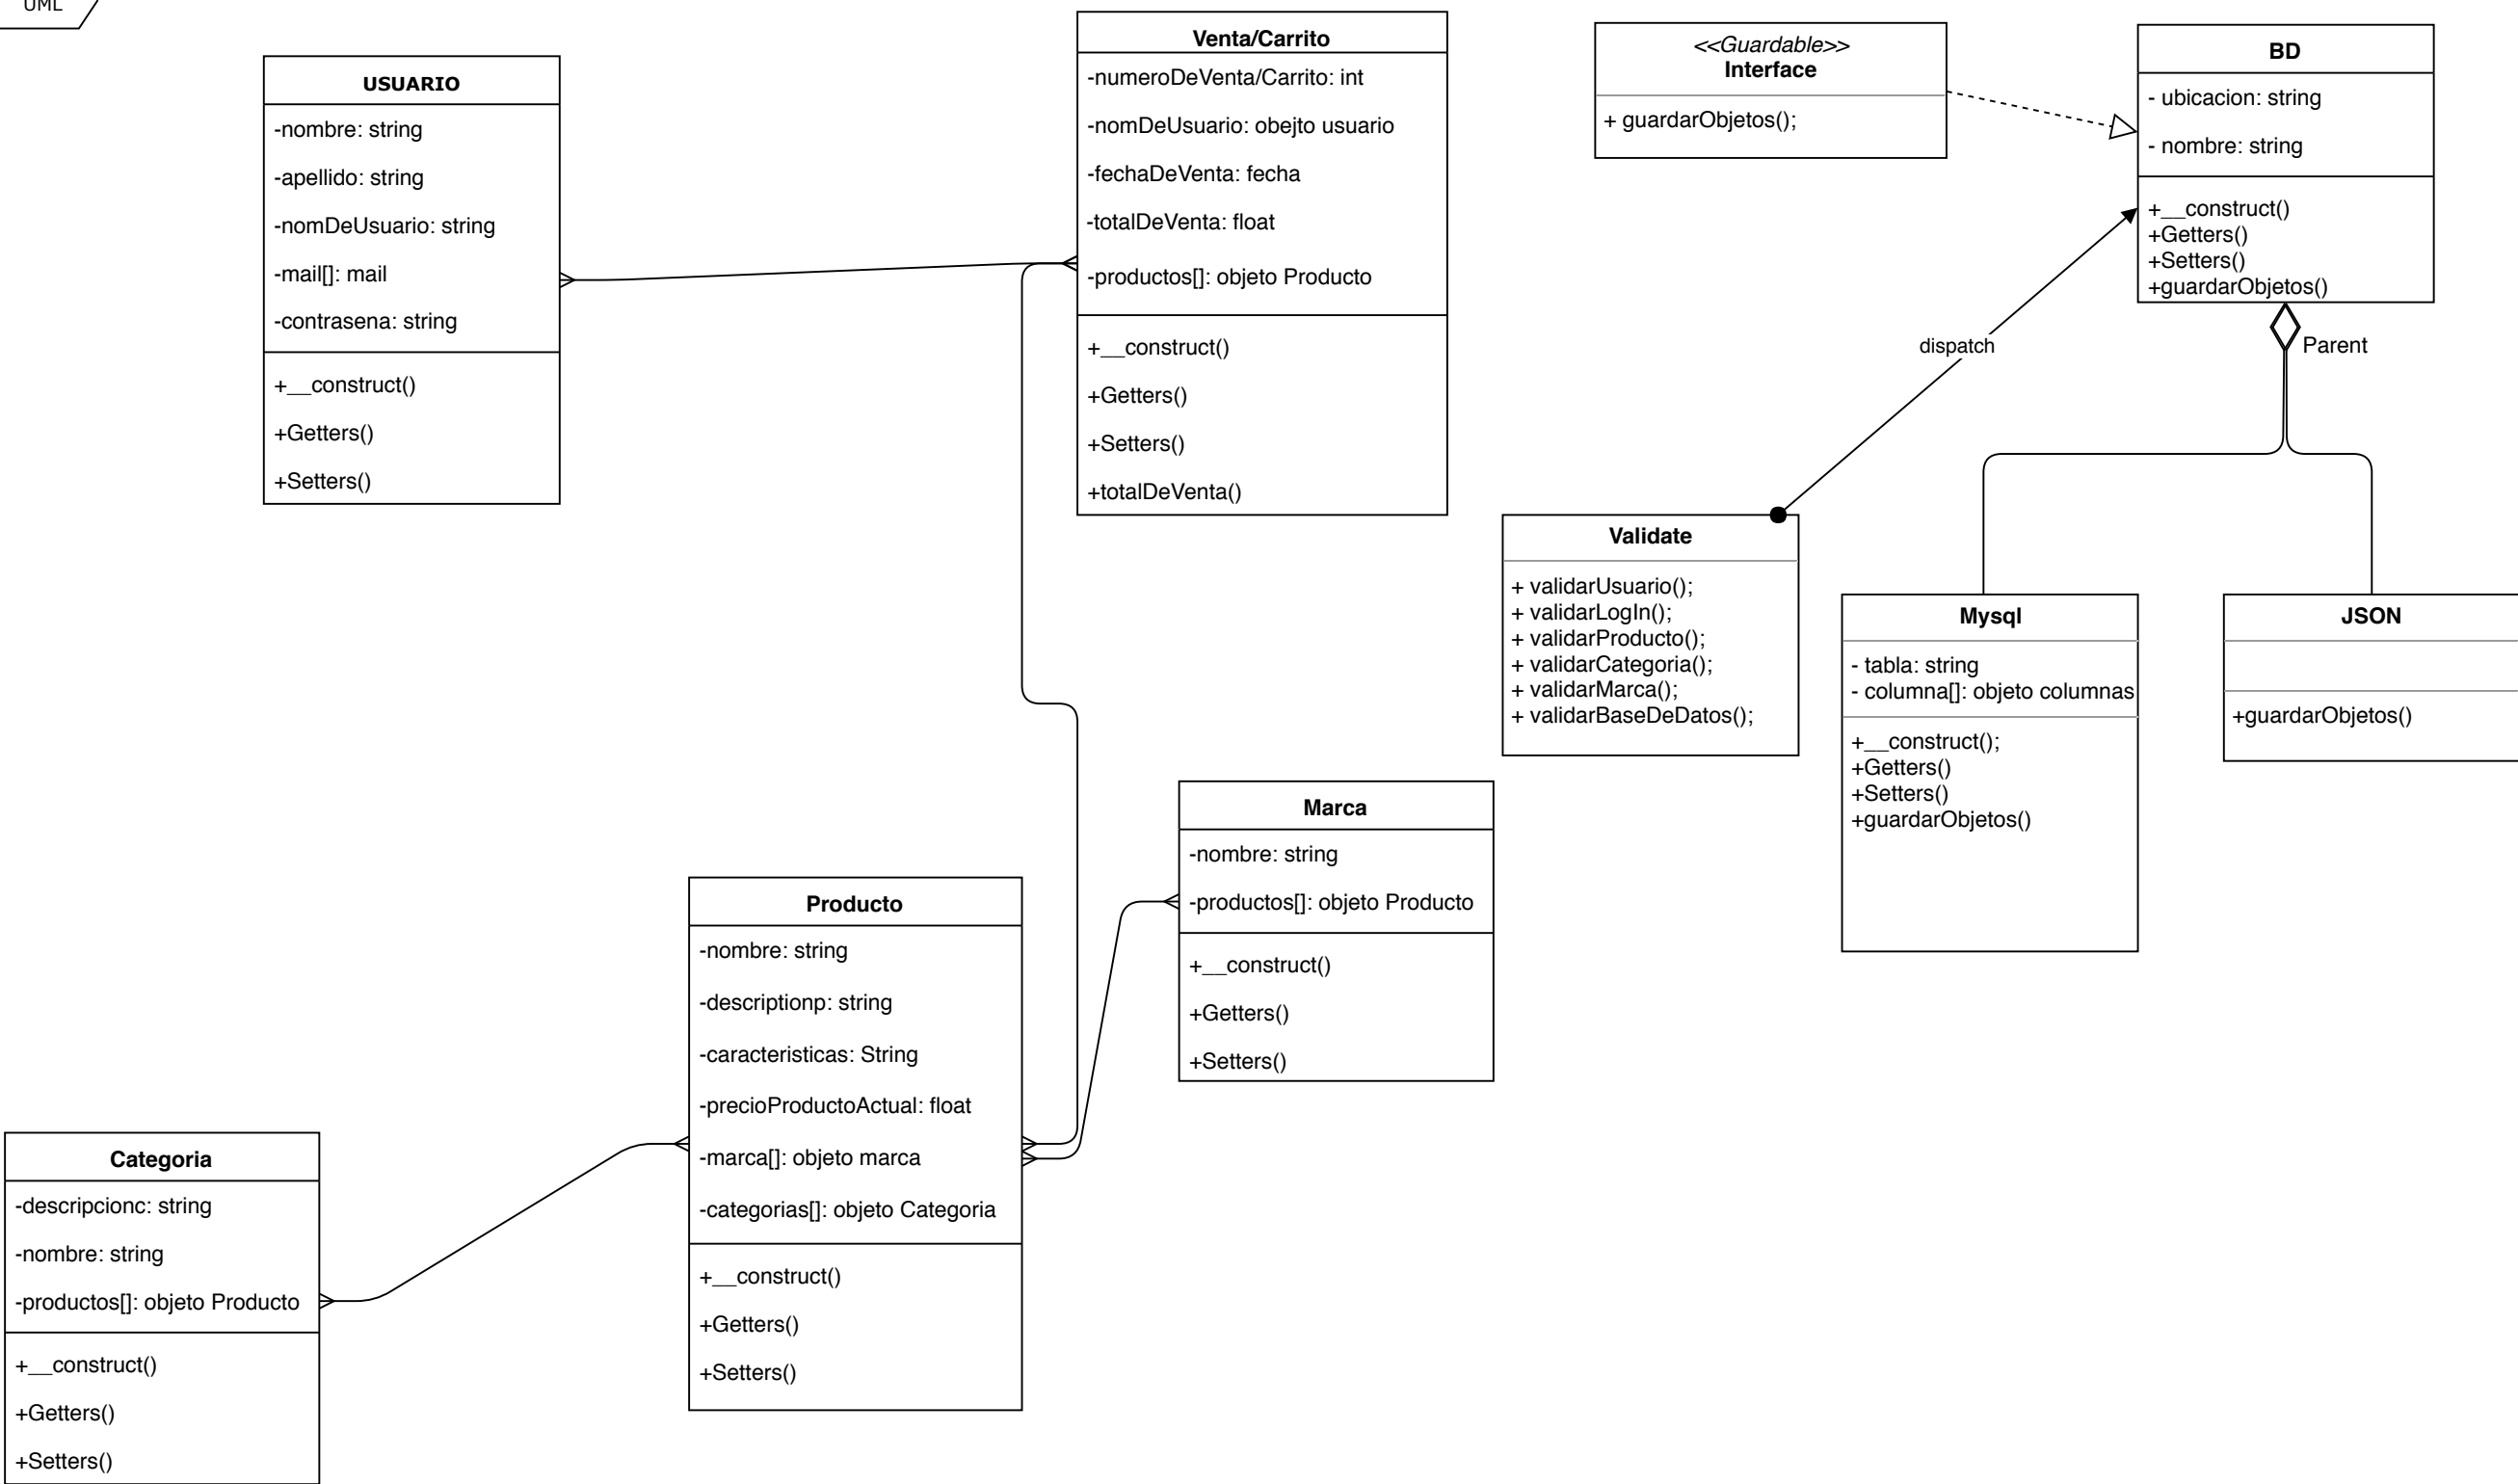 UML
USUARIO
-nombre: string
-apellido: string
-nomDeUsuario: string
-mail[]: mail
-contrasena: string
+__construct()
+Getters()
+Setters()
Venta/Carrito
-numeroDeVenta/Carrito: int
-nomDeUsuario: obejto usuario
-fechaDeVenta: fecha
-totalDeVenta: float
-productos[]: objeto Producto
+__construct()
+Getters()
+Setters()
+totalDeVenta()
<<Guardable>>
Interface
+ guardarObjetos();
BD
- ubicacion: string
- nombre: string
+__construct()
+Getters()
+Setters()
+guardarObjetos()
dispatch
Parent
Validate
+ validarUsuario();
+ validarLogIn();
+ validarProducto();
+ validarCategoria();
+ validarMarca();
+ validarBaseDeDatos();
Mysql
- tabla: string
- columna[]: objeto columnas
+__construct();
+Getters()
+Setters()
+guardarObjetos()
JSON
+guardarObjetos()
Marca
-nombre: string
-productos[]: objeto Producto
+__construct()
+Getters()
+Setters()
Producto
-nombre: string
-descriptionp: string
-caracteristicas: String
-precioProductoActual: float
-marca[]: objeto marca
-categorias[]: objeto Categoria
+__construct()
+Getters()
+Setters()
Categoria
-descripcionc: string
-nombre: string
-productos[]: objeto Producto
+__construct()
+Getters()
+Setters()